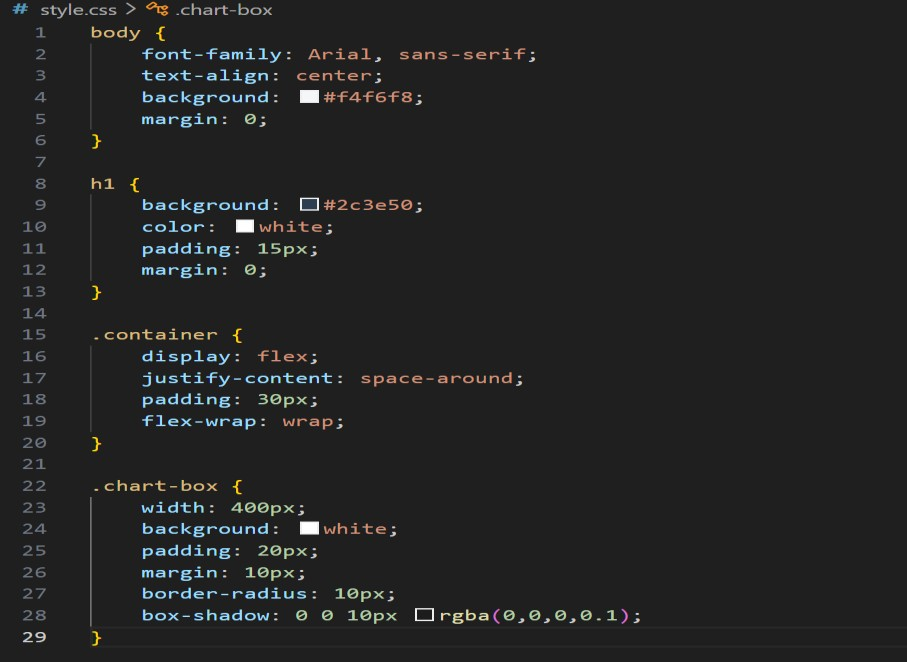 # style.css > .chart-box
1 body {
2 font-family: Arial, sans-serif;
3 text-align: center;
4 background: #f4f6f8;
5 margin: 0;
6 }
7
8 h1 {
9 background: #2c3e50;
10 color: white;
11 padding: 15px;
12 margin: 0;
13 }
14
15 .container {
16 display: flex;
17 justify-content: space-around;
18 padding: 30px;
19 flex-wrap: wrap;
20 }
21
22 .chart-box {
23 width: 400px;
24 background: white;
25 padding: 20px;
26 margin: 10px;
27 border-radius: 10px;
28 box-shadow: 0 0 10px rgba(0,0,0,0.1);
29 }